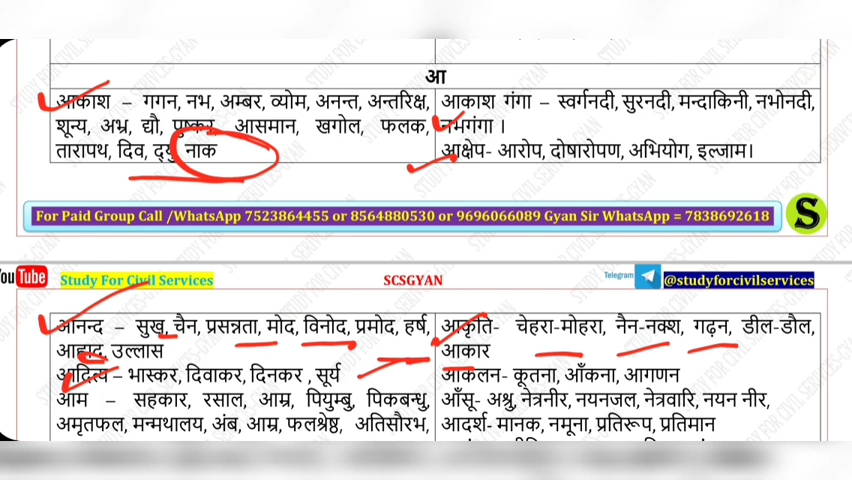 आ
आकाश – गगन, नभ, अम्बर, व्योम, अनन्त, अन्तरिक्ष,
शून्य, अभ्र, द्यौ, पुष्कर, आसमान, खगोल, फलक,
तारापथ, दिव, द्यु, नाक
आकाश गंगा – स्वर्गनदी, सुरनदी, मन्दाकिनी, नभोनदी,
नभगंगा ।
आक्षेप- आरोप, दोषारोपण, अभियोग, इल्जाम।
For Paid Group Call /WhatsApp 7523864455 or 8564880530 or 9696066089 Gyan Sir WhatsApp = 7838692618
S
You Tube Study For Civil Services SCSGYAN Telegram @studyforcivilservices
आनन्द – सुख, चैन, प्रसन्नता, मोद, विनोद, प्रमोद, हर्ष,
आह्लाद, उल्लास
आदित्य – भास्कर, दिवाकर, दिनकर , सूर्य
आम – सहकार, रसाल, आम्र, पियुम्बु, पिकबन्धु,
अमृतफल, मन्मथालय, अंब, आम्र, फलश्रेष्ठ, अतिसौरभ,
आकृति- चेहरा-मोहरा, नैन-नक्श, गढ़न, डील-डौल,
आकार
आकलन- कूतना, आँकना, आगणन
आँसू- अश्रु, नेत्रनीर, नयनजल, नेत्रवारि, नयन नीर,
आदर्श- मानक, नमूना, प्रतिरूप, प्रतिमान